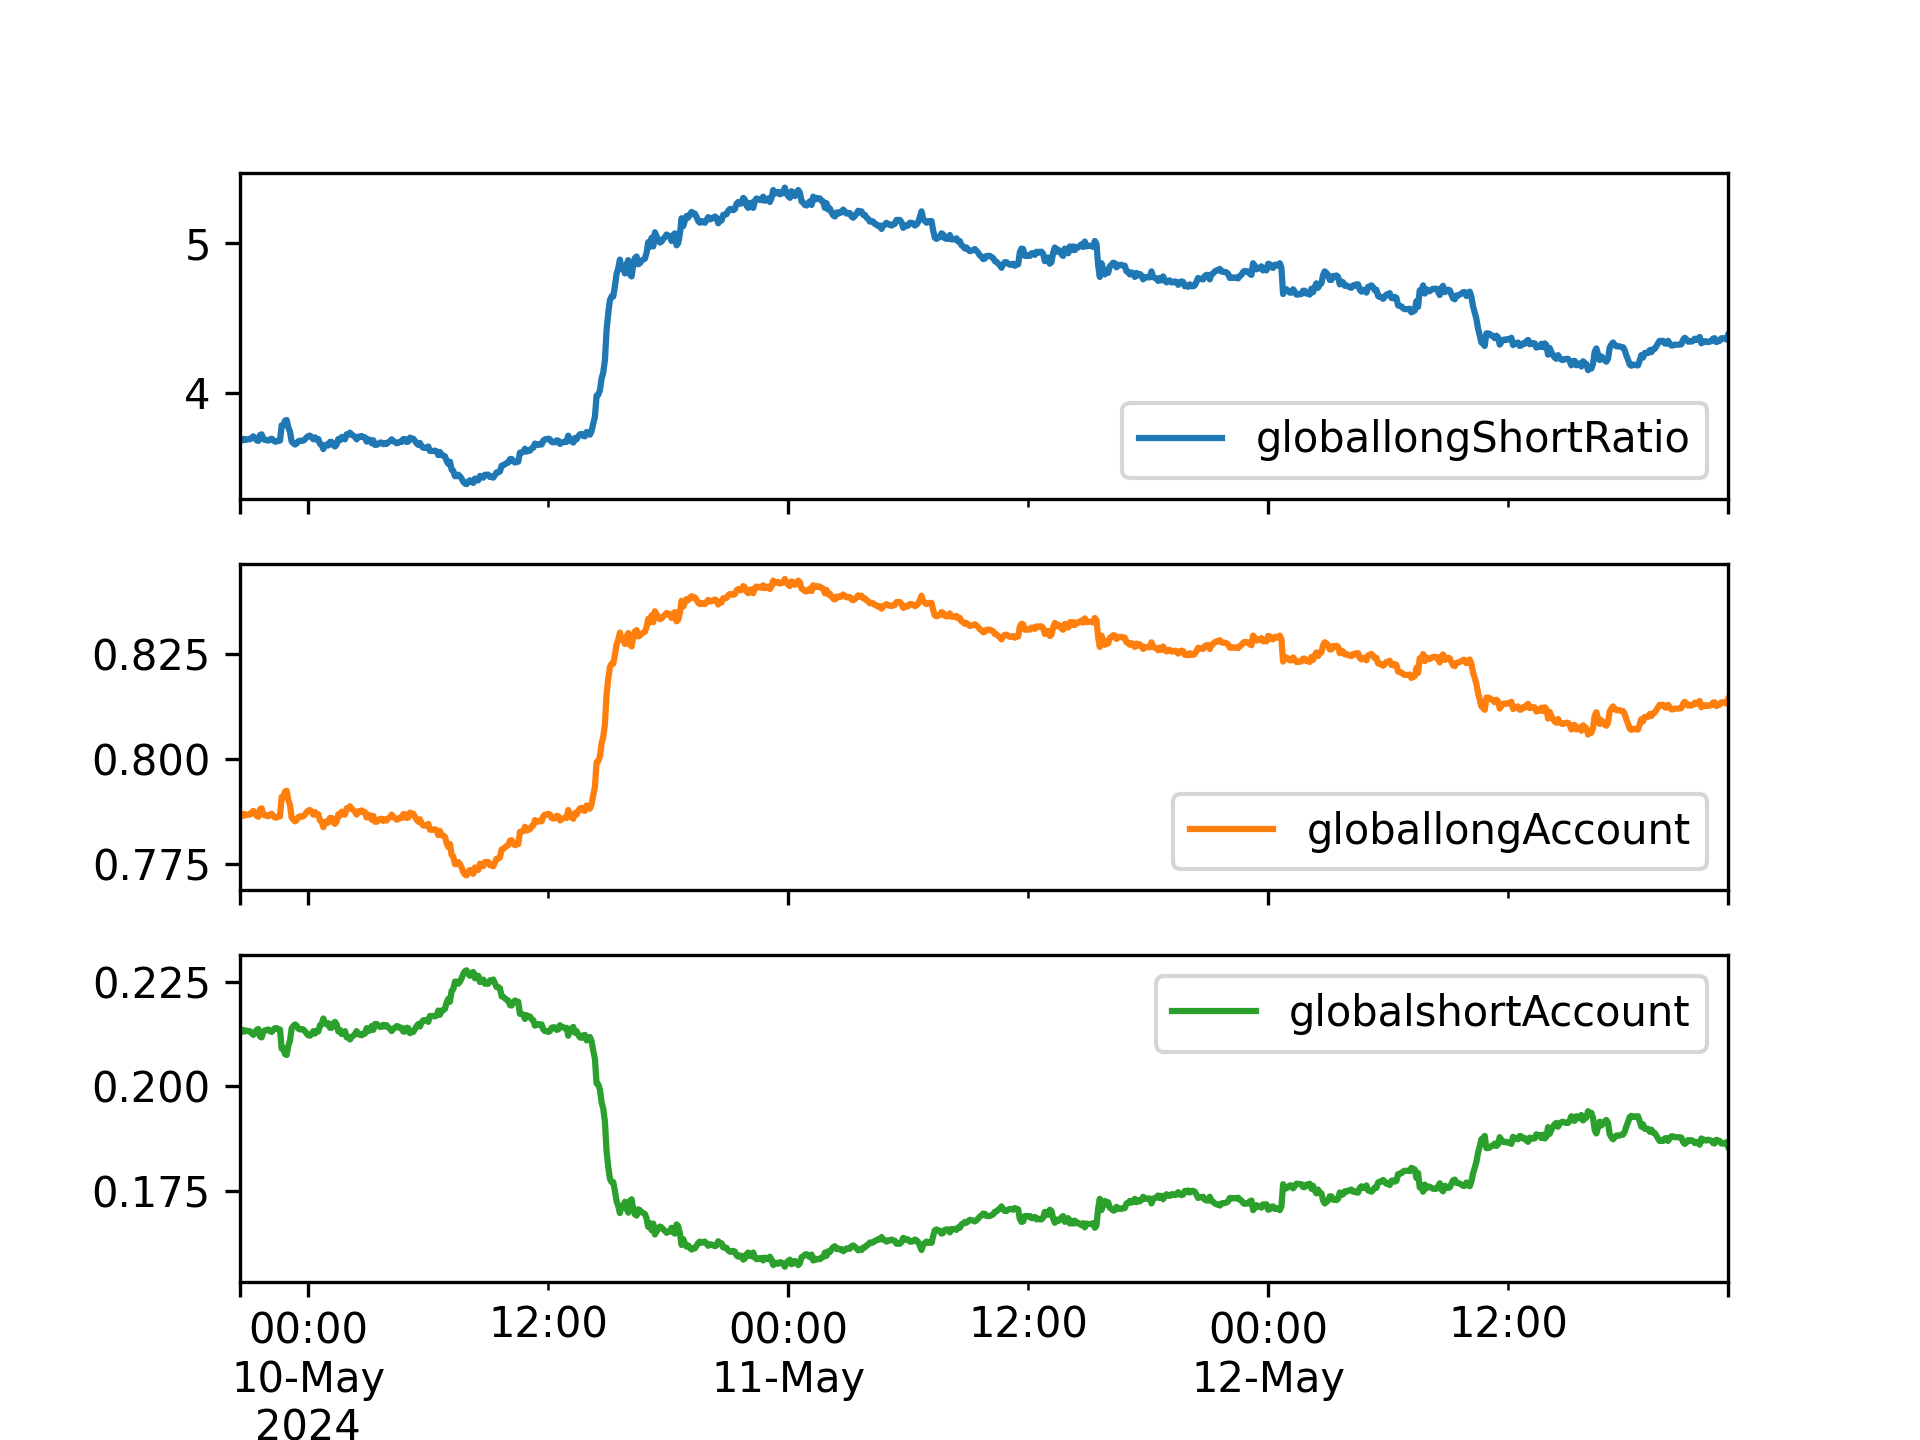 5
4
globallongShortRatio
0.825
0.800
0.775
globallongAccount
0.225
0.200
0.175
globalshortAccount
00:00 12:00 00:00 12:00 00:00 12:00
10-May 11-May 12-May
2024